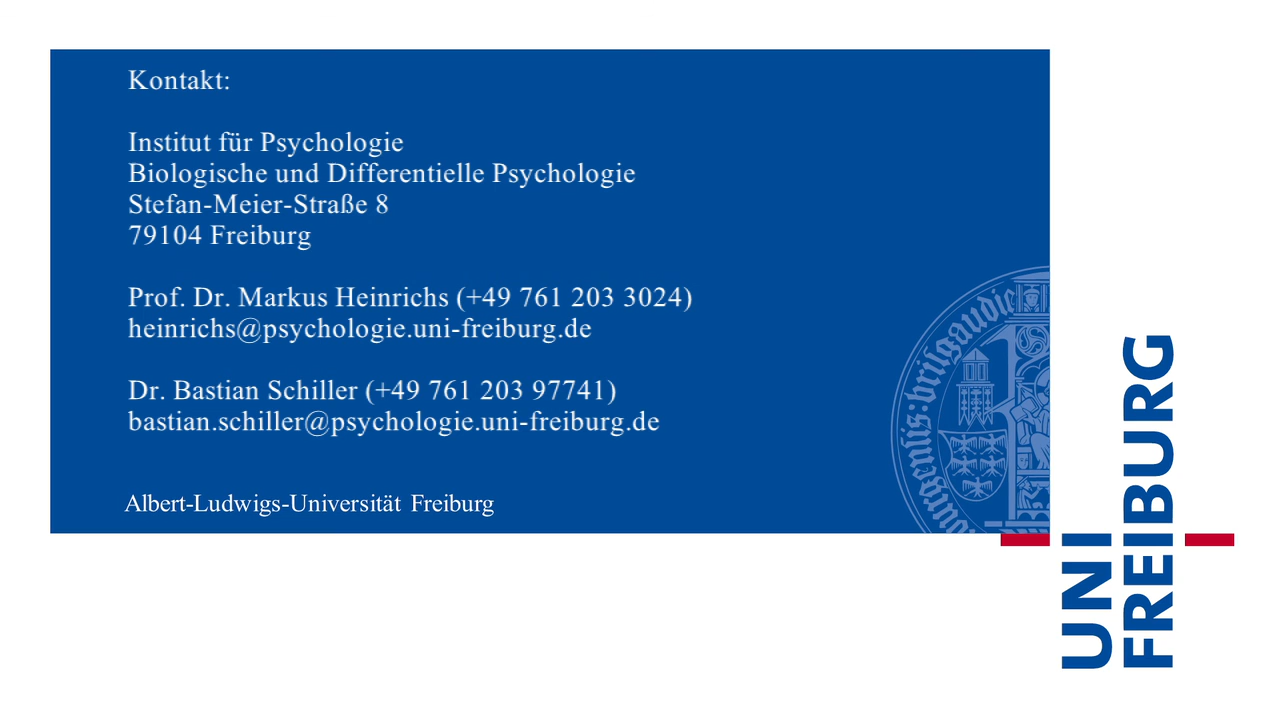 Kontakt:
Institut für Psychologie
Biologische und Differentielle Psychologie
Stefan-Meier-Straße 8
79104 Freiburg
Prof. Dr. Markus Heinrichs (+49 761 203 3024)
heinrichs@psychologie.uni-freiburg.de
Dr. Bastian Schiller (+49 761 203 97741)
bastian.schiller@psychologie.uni-freiburg.de
Albert-Ludwigs-Universität Freiburg
UNI
FREIBURG